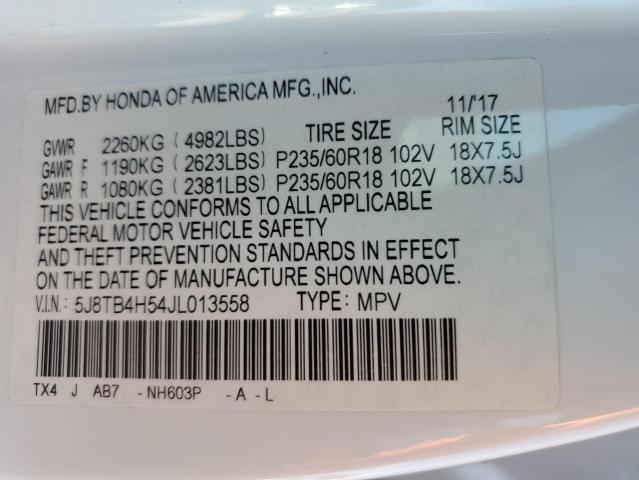 MFD.BY HONDA OF AMERICA MFG.,INC. 11/17
GVWR 2260KG ( 4982LBS) TIRE SIZE RIM SIZE
GAWR F 1190KG ( 2623LBS) P235/60R18 102V 18X7.5J
GAWR R 1080KG ( 2381LBS) P235/60R18 102V 18X7.5J
THIS VEHICLE CONFORMS TO ALL APPLICABLE
FEDERAL MOTOR VEHICLE SAFETY
AND THEFT PREVENTION STANDARDS IN EFFECT
ON THE DATE OF MANUFACTURE SHOWN ABOVE.
V.I.N: 5J8TB4H54JL013558 TYPE: MPV
TX4 J AB7 -NH603P -A-L